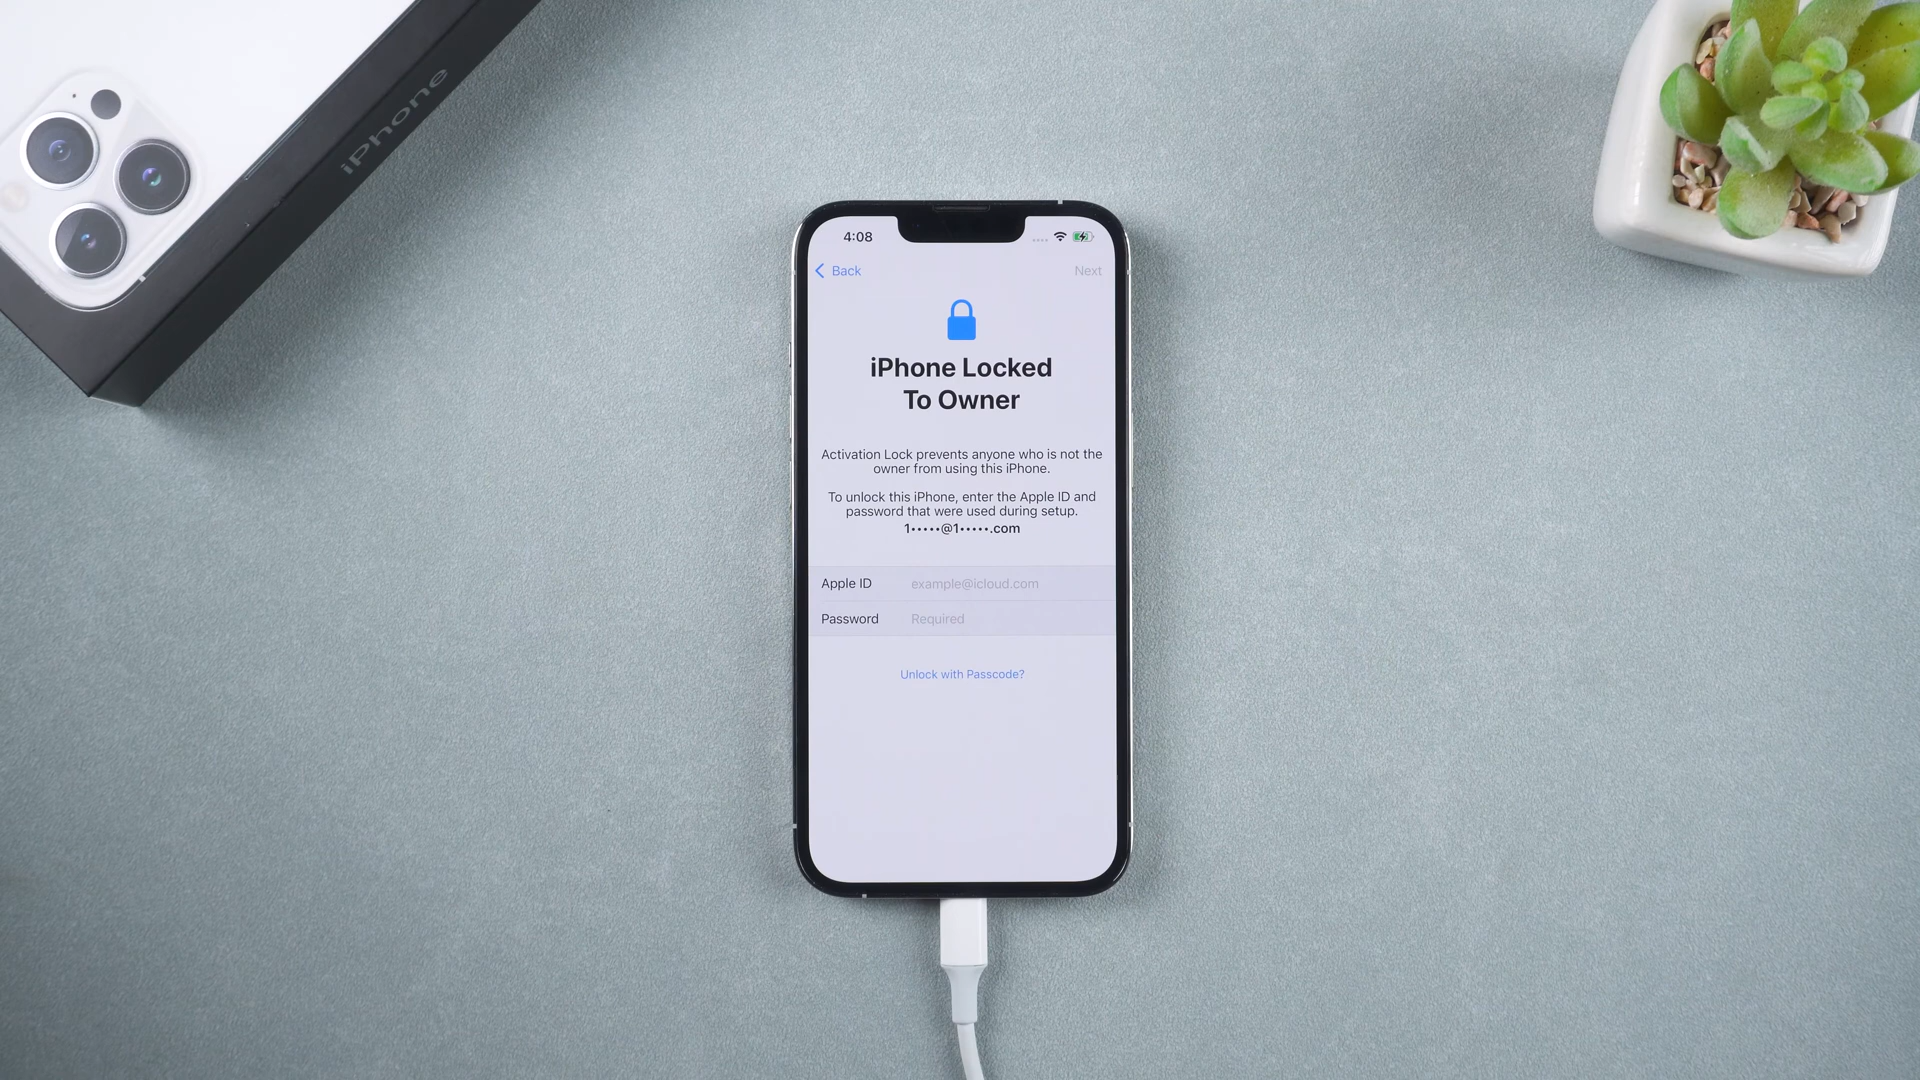 iPhone
4:08
Back
Next
iPhone Locked
To Owner
Activation Lock prevents anyone who is not the
owner from using this iPhone.
To unlock this iPhone, enter the Apple ID and
password that were used during setup.
1•••••@1•••••.com
Apple ID example@icloud.com
Password Required
Unlock with Passcode?